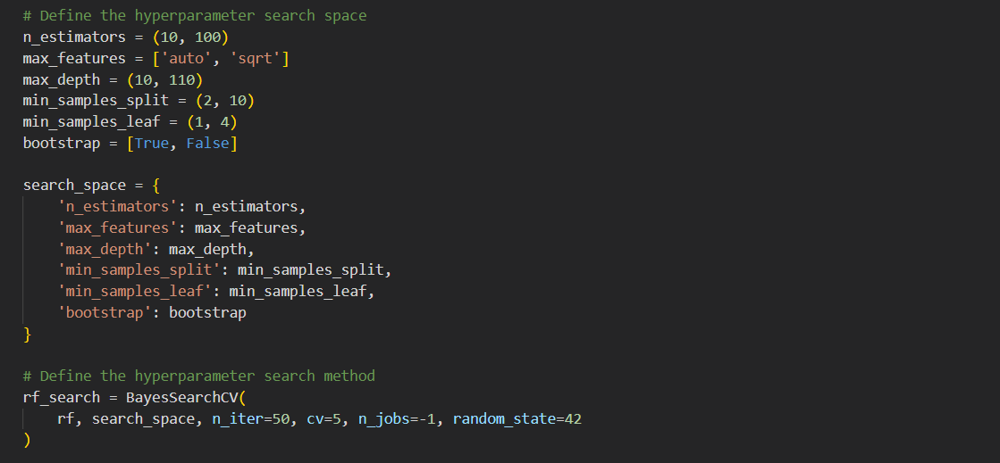 # Define the hyperparameter search space
n_estimators = (10, 100)
max_features = ['auto', 'sqrt']
max_depth = (10, 110)
min_samples_split = (2, 10)
min_samples_leaf = (1, 4)
bootstrap = [True, False]

search_space = {
    'n_estimators': n_estimators,
    'max_features': max_features,
    'max_depth': max_depth,
    'min_samples_split': min_samples_split,
    'min_samples_leaf': min_samples_leaf,
    'bootstrap': bootstrap
}

# Define the hyperparameter search method
rf_search = BayesSearchCV(
    rf, search_space, n_iter=50, cv=5, n_jobs=-1, random_state=42
)